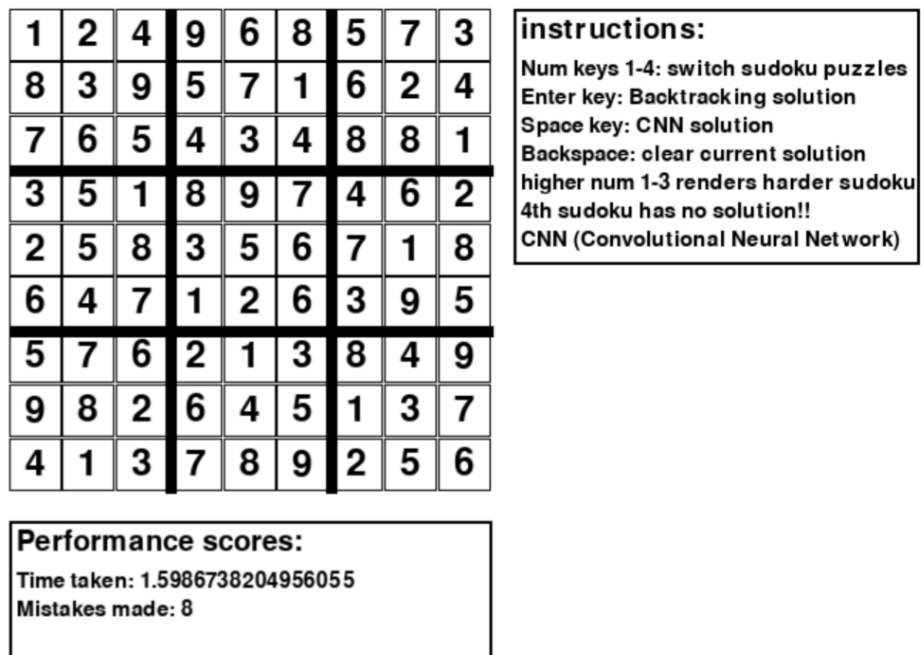 1 2 4 9 6 8 5 7 3
8 3 9 5 7 1 6 2 4
7 6 5 4 3 4 8 8 1
3 5 1 8 9 7 4 6 2
2 5 8 3 5 6 7 1 8
6 4 7 1 2 6 3 9 5
5 7 6 2 1 3 8 4 9
9 8 2 6 4 5 1 3 7
4 1 3 7 8 9 2 5 6
instructions:
Num keys 1-4: switch sudoku puzzles
Enter key: Backtracking solution
Space key: CNN solution
Backspace: clear current solution
higher num 1-3 renders harder sudoku
4th sudoku has no solution!!
CNN (Convolutional Neural Network)
Performance scores:
Time taken: 1.5986738204956055
Mistakes made: 8